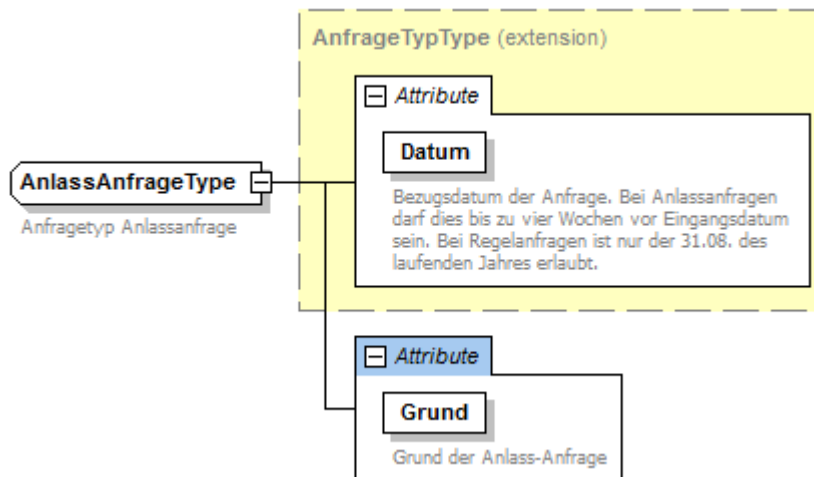 AnfrageTypType (extension)
Attribute
Datum
Bezugsdatum der Anfrage. Bei Anlassanfragen
darf dies bis zu vier Wochen vor Eingangsdatum
sein. Bei Regelanfragen ist nur der 31.08. des
laufenden Jahres erlaubt.
AnlassAnfrageType
Anfragetyp Anlassanfrage
Attribute
Grund
Grund der Anlass-Anfrage